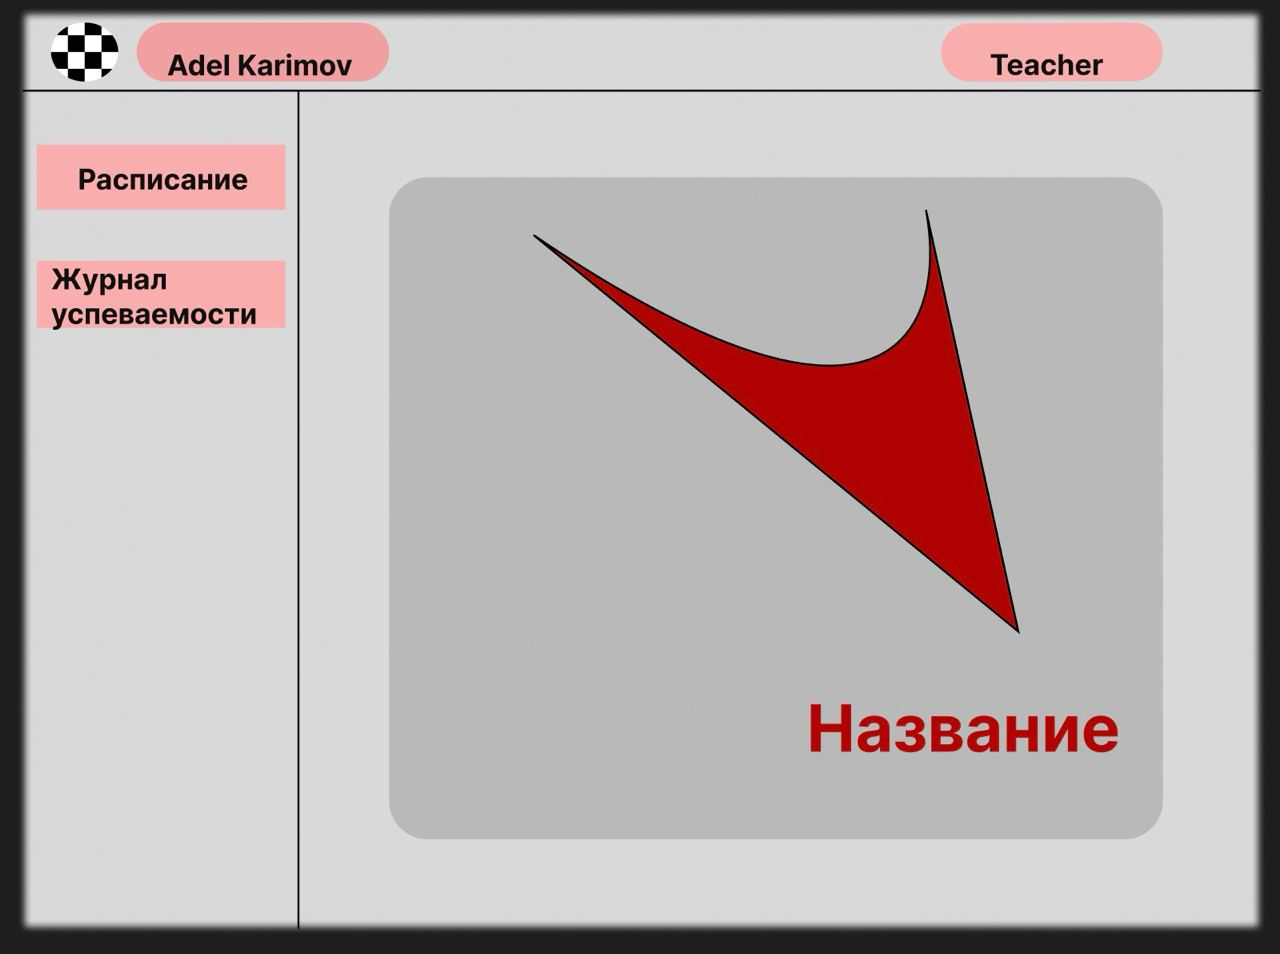 Adel Karimov
Teacher
Расписание
Журнал
успеваемости
Название